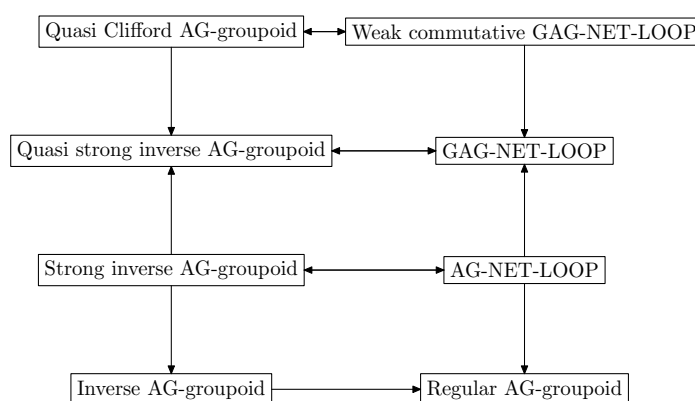 Quasi Clifford AG-groupoid
Weak commutative GAG-NET-LOOP
Quasi strong inverse AG-groupoid
GAG-NET-LOOP
Strong inverse AG-groupoid
AG-NET-LOOP
Inverse AG-groupoid
Regular AG-groupoid